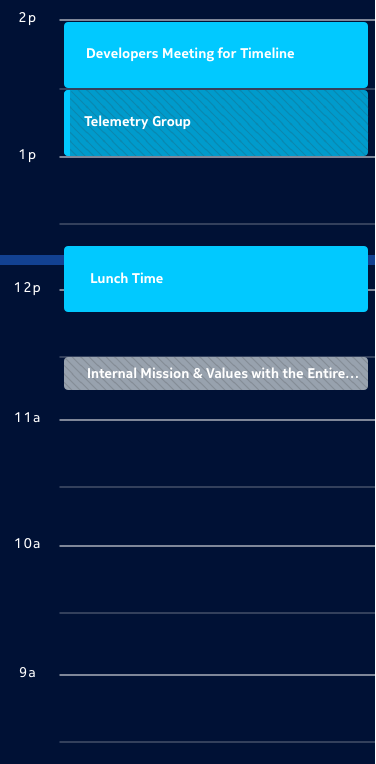 2p
Developers Meeting for Timeline
Telemetry Group
1p
Lunch Time
12p
Internal Mission & Values with the Entire...
11a
10a
9a